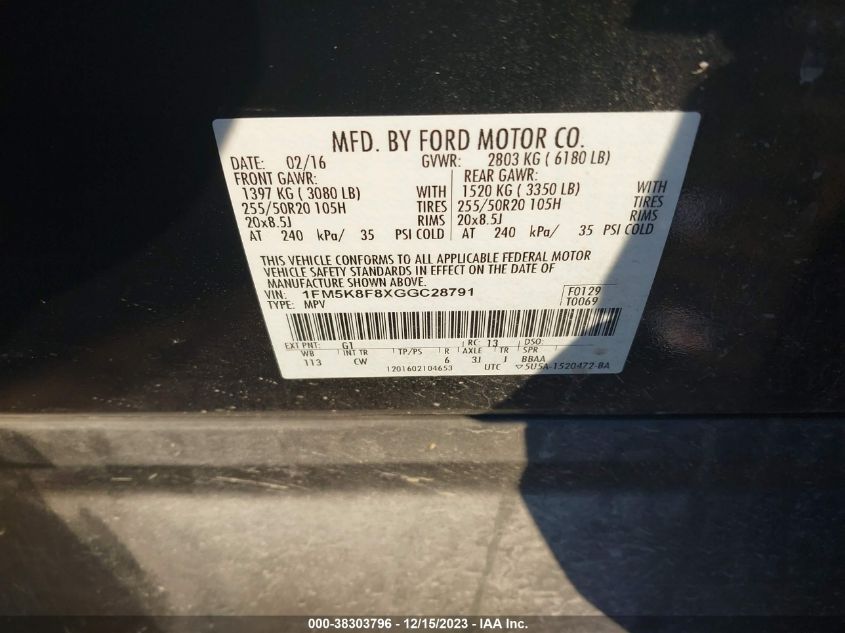 MFD. BY FORD MOTOR CO.
DATE: 02/16 GVWR: 2803 KG ( 6180 LB)
FRONT GAWR: REAR GAWR:
1397 KG ( 3080 LB) WITH 1520 KG ( 3350 LB) WITH
255/50R20 105H TIRES 255/50R20 105H TIRES
20x8.5J RIMS 20x8.5J RIMS
AT 240 kPa/ 35 PSI COLD AT 240 kPa/ 35 PSI COLD
THIS VEHICLE CONFORMS TO ALL APPLICABLE FEDERAL MOTOR
VEHICLE SAFETY STANDARDS IN EFFECT ON THE DATE OF
MANUFACTURE SHOWN ABOVE.
VIN: 1FM5K8F8XGGC28791 F0129
TYPE: MPV T0069
EXT PNT: G1 RC: 13 DSO:
WB INT TR TP/PS R AXLE TR SPR
113 CW 6 3J J BBAA
1201602104653 UTC ▽5U5A-1520472-BA
000-38303796 - 12/15/2023 - IAA Inc.